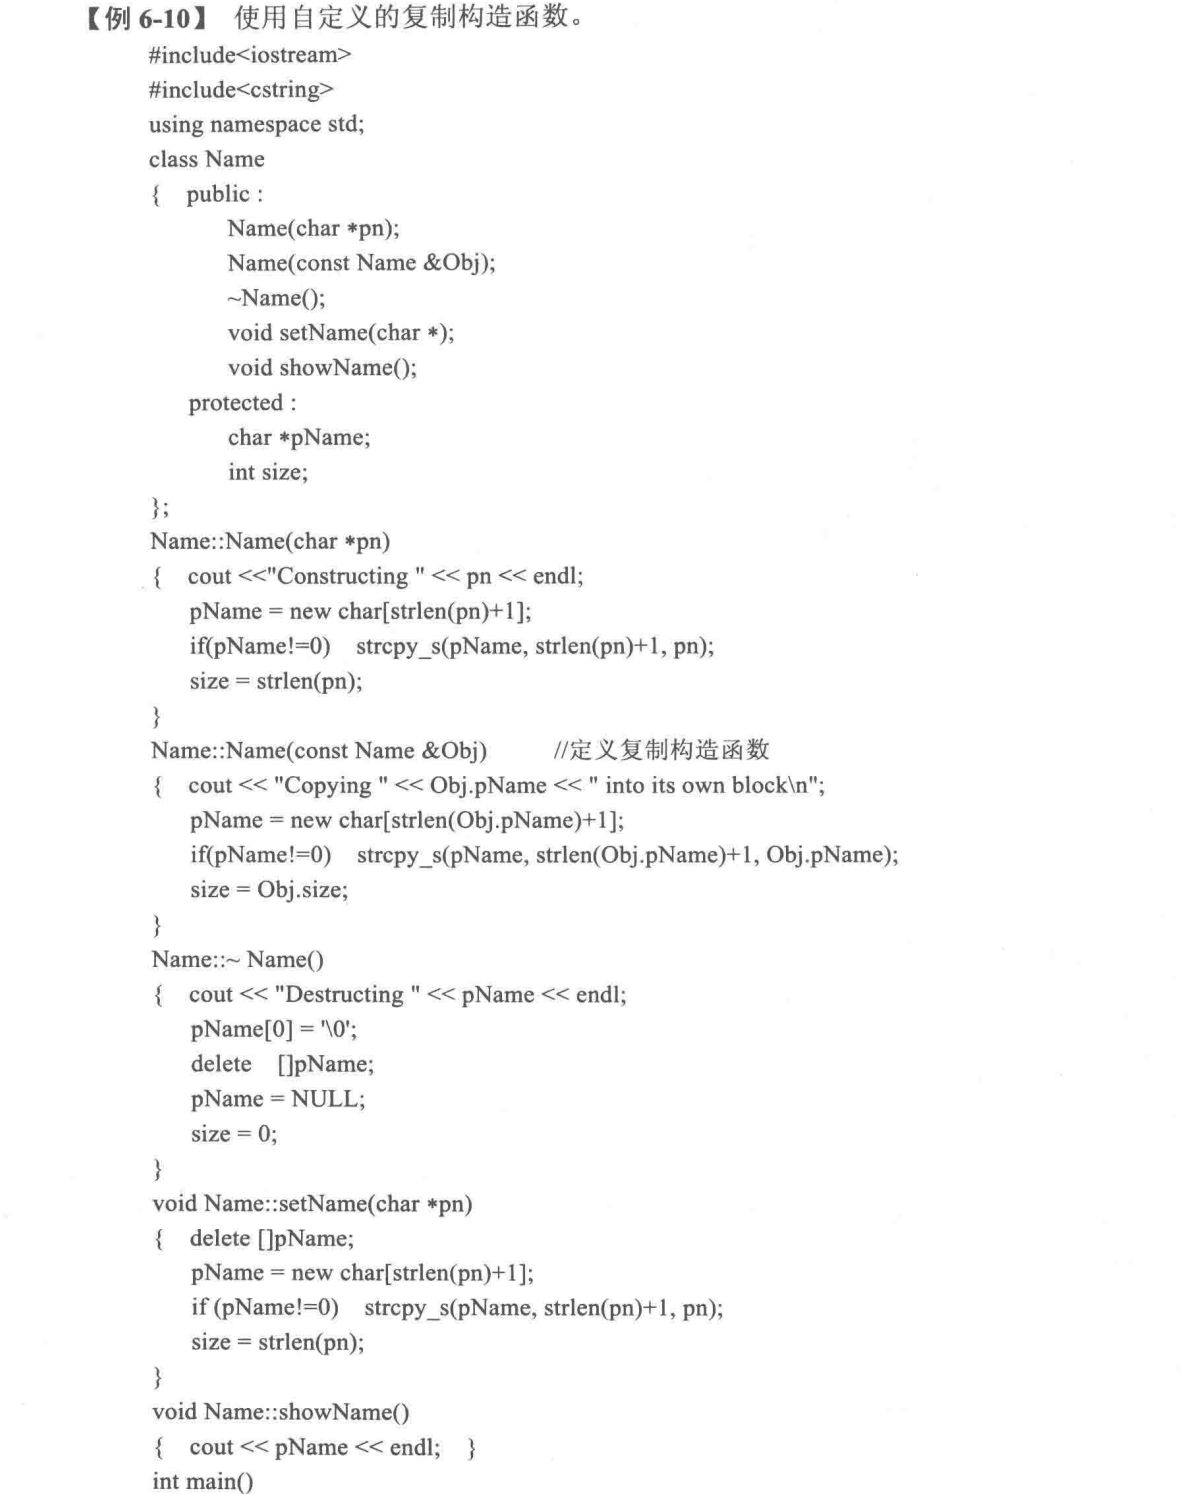 【例 6-10】 使用自定义的复制构造函数。
#include<iostream>
#include<cstring>
using namespace std;
class Name
{ public :
Name(char *pn);
Name(const Name &Obj);
~Name();
void setName(char *);
void showName();
protected :
char *pName;
int size;
};
Name::Name(char *pn)
{ cout <<"Constructing " << pn << endl;
pName = new char[strlen(pn)+1];
if(pName!=0) strcpy_s(pName, strlen(pn)+1, pn);
size = strlen(pn);
}
Name::Name(const Name &Obj) //定义复制构造函数
{ cout << "Copying " << Obj.pName << " into its own block\n";
pName = new char[strlen(Obj.pName)+1];
if(pName!=0) strcpy_s(pName, strlen(Obj.pName)+1, Obj.pName);
size = Obj.size;
}
Name::~ Name()
{ cout << "Destructing " << pName << endl;
pName[0] = '\0';
delete []pName;
pName = NULL;
size = 0;
}
void Name::setName(char *pn)
{ delete []pName;
pName = new char[strlen(pn)+1];
if (pName!=0) strcpy_s(pName, strlen(pn)+1, pn);
size = strlen(pn);
}
void Name::showName()
{ cout << pName << endl; }
int main()